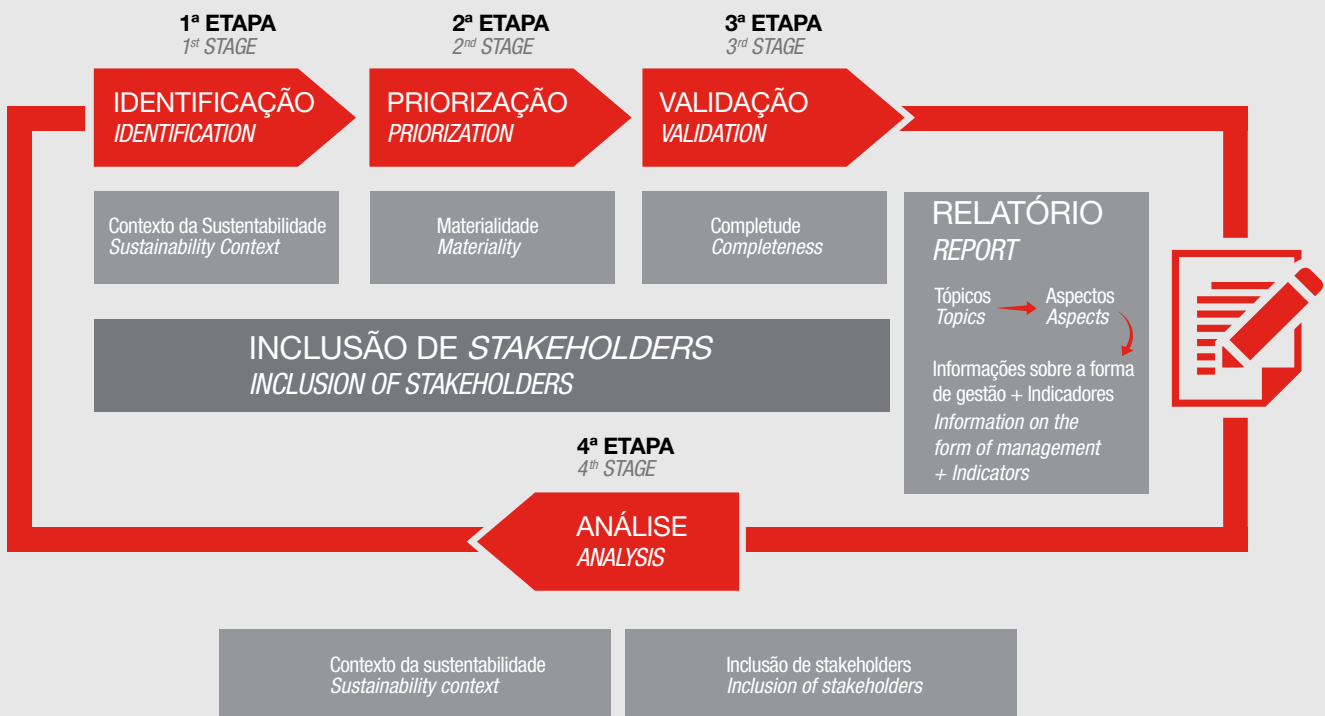 1ª ETAPA
1st STAGE
2ª ETAPA
2nd STAGE
3ª ETAPA
3rd STAGE
IDENTIFICAÇÃO
IDENTIFICATION
PRIORIZAÇÃO
PRIORIZATION
VALIDAÇÃO
VALIDATION
Contexto da Sustentabilidade
Sustainability Context
Materialidade
Materiality
Completude
Completeness
RELATÓRIO
REPORT
Tópicos
Topics
Aspectos
Aspects
Informações sobre a forma
de gestão + Indicadores
Information on the
form of management
+ Indicators
INCLUSÃO DE STAKEHOLDERS
INCLUSION OF STAKEHOLDERS
4ª ETAPA
4th STAGE
ANÁLISE
ANALYSIS
Contexto da sustentabilidade
Sustainability context
Inclusão de stakeholders
Inclusion of stakeholders